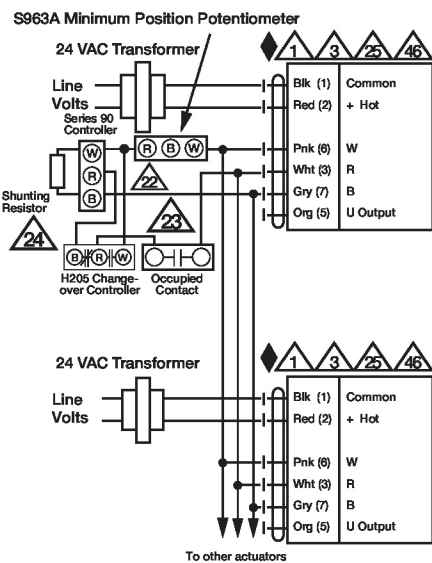 S963A Minimum Position Potentiometer
24 VAC Transformer
1 3 25 46
Line
Volts
Blk (1) Common
Red (2) + Hot
Series 90
Controller
W
R
B
R B W
Pnk (6) W
Wht (3) R
Gry (7) B
Org (5) U Output
22
23
Shunting
Resistor
24
B R W
H205 Change-
over Controller
Occupied
Contact
24 VAC Transformer
1 3 25 46
Line
Volts
Blk (1) Common
Red (2) + Hot
Pnk (6) W
Wht (3) R
Gry (7) B
Org (5) U Output
To other actuators